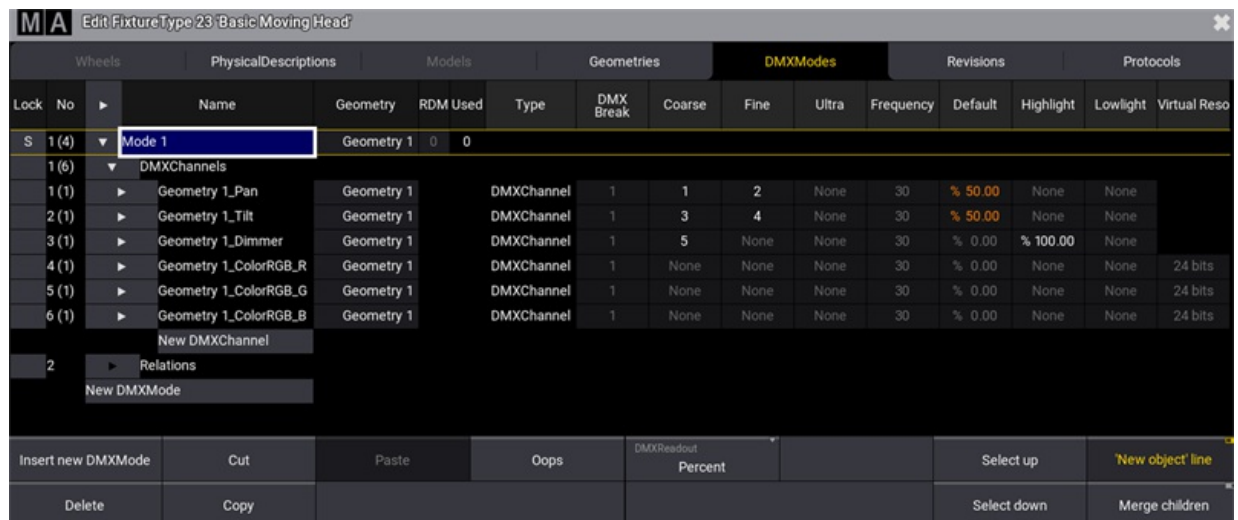 MA Edit FixtureType 23 'Basic Moving Head'
Wheels PhysicalDescriptions Models Geometries DMXModes Revisions Protocols
Lock No Name Geometry RDM Used Type DMX Break Coarse Fine Ultra Frequency Default Highlight Lowlight Virtual Reso
S 1 (4) Mode 1 Geometry 1 0 0
1 (6) DMXChannels
1 (1) Geometry 1_Pan Geometry 1 DMXChannel 1 1 2 None 30 % 50.00 None None
2 (1) Geometry 1_Tilt Geometry 1 DMXChannel 1 3 4 None 30 % 50.00 None None
3 (1) Geometry 1_Dimmer Geometry 1 DMXChannel 1 5 None None 30 % 0.00 % 100.00 None
4 (1) Geometry 1_ColorRGB_R Geometry 1 DMXChannel 1 None None None 30 % 0.00 None None 24 bits
5 (1) Geometry 1_ColorRGB_G Geometry 1 DMXChannel 1 None None None 30 % 0.00 None None 24 bits
6 (1) Geometry 1_ColorRGB_B Geometry 1 DMXChannel 1 None None None 30 % 0.00 None None 24 bits
New DMXChannel
2 Relations
New DMXMode
Insert new DMXMode Cut Paste Oops DMXReadout Percent Select up 'New object' line
Delete Copy Select down Merge children